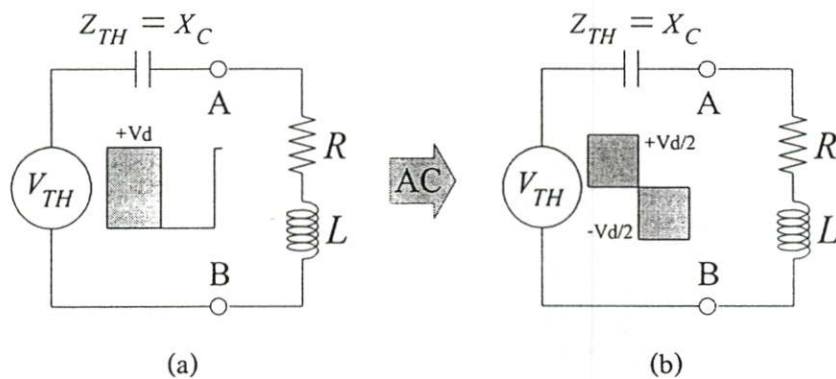 Z_TH = X_C
Z_TH = X_C
A
A
+Vd
+Vd/2
R
R
V_TH
AC
V_TH
L
L
-Vd/2
B
B
(a)
(b)